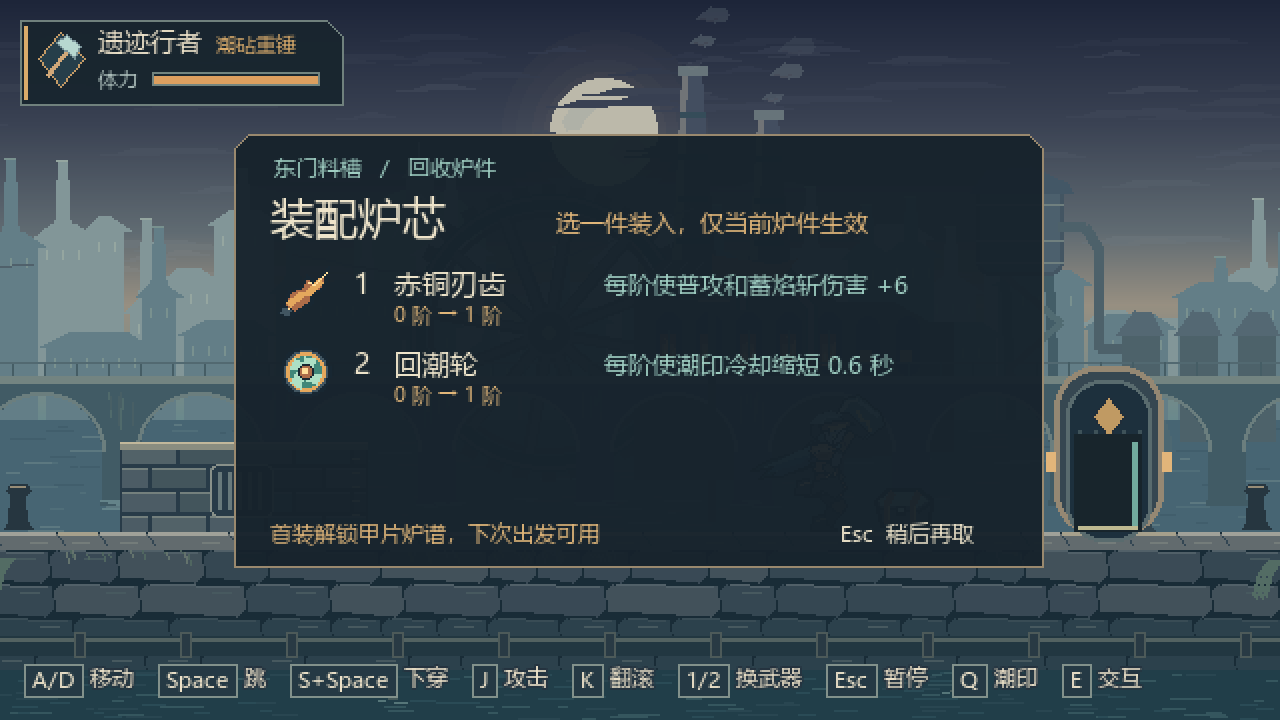 遗迹行者 潮砧重锤
体力
东门料槽 / 回收炉件
装配炉芯 选一件装入，仅当前炉件生效
1 赤铜刃齿 每阶使普攻和蓄焰斩伤害 +6
0 阶 → 1 阶
2 回潮轮 每阶使潮印冷却缩短 0.6 秒
0 阶 → 1 阶
首装解锁甲片炉谱，下次出发可用 Esc 稍后再取
A/D 移动 Space 跳 S+Space 下穿 J 攻击 K 翻滚 1/2 换武器 Esc 暂停 Q 潮印 E 交互